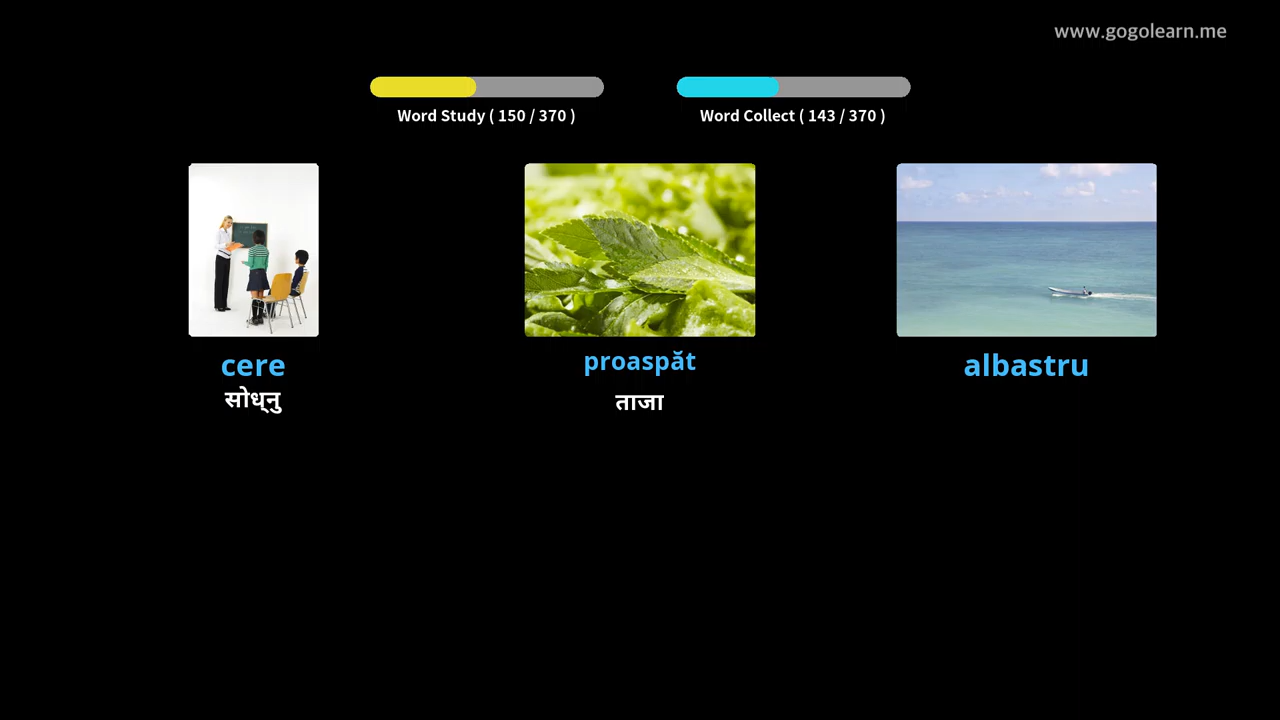 www.gogolearn.me
Word Study ( 150 / 370 )
Word Collect ( 143 / 370 )
cere
सोध्नु
proaspăt
ताजा
albastru